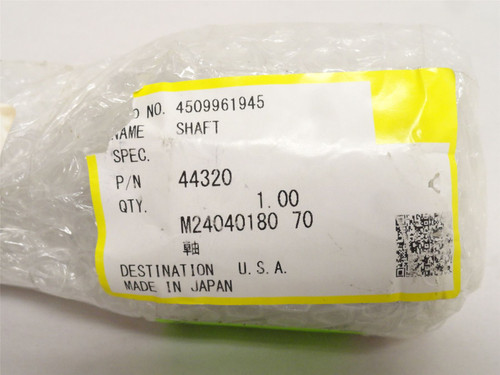 D NO. 4509961945
NAME SHAFT
SPEC.
P/N 44320
QTY. 1.00
M24040180 70
軸
DESTINATION U.S.A.
MADE IN JAPAN